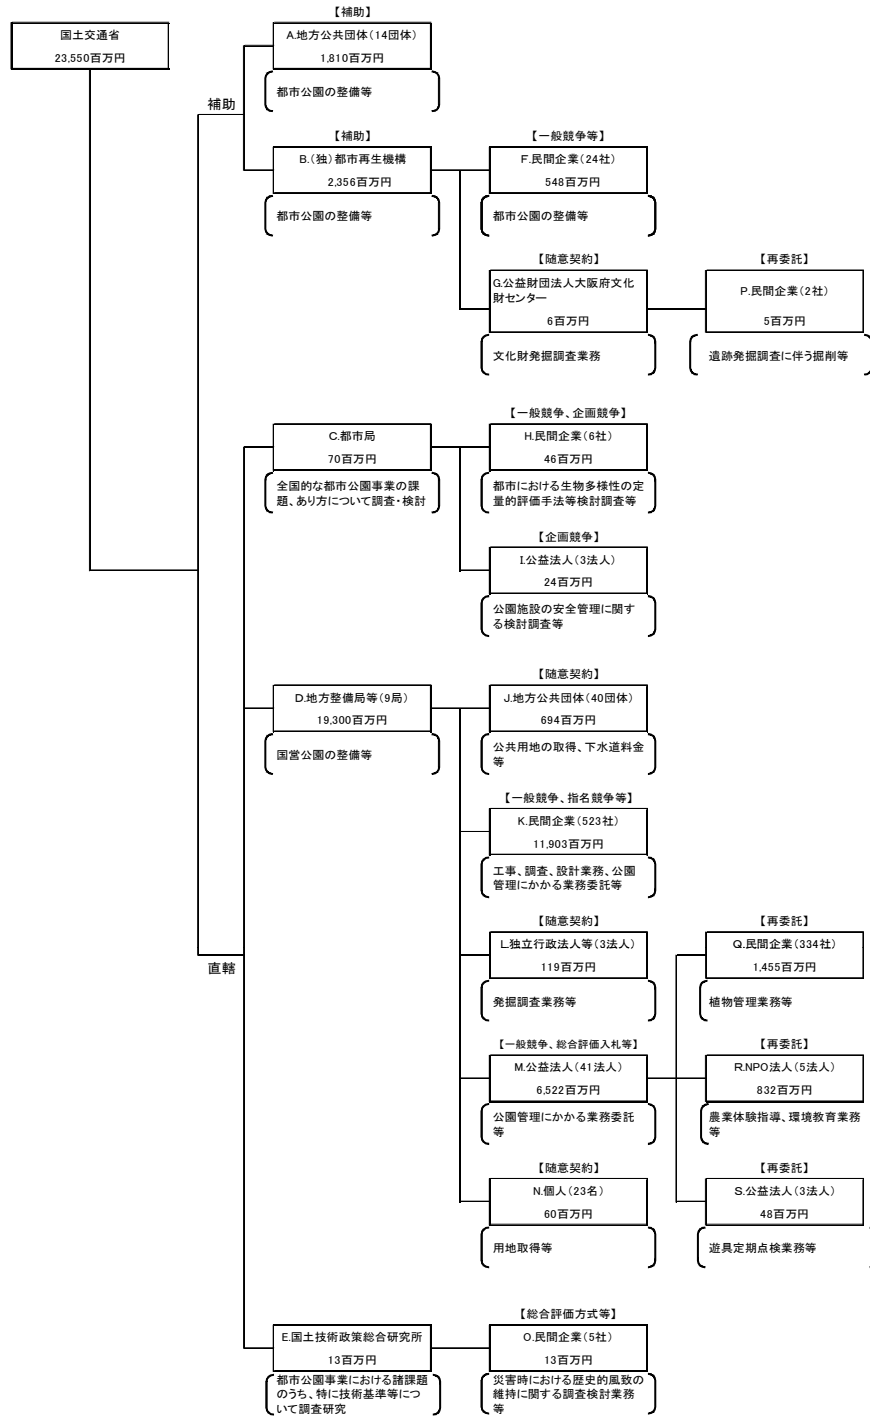 国土交通省
23,550百万円
補助
【補助】
A.地方公共団体(14団体)
1,810百万円
都市公園の整備等
【補助】
B.(独)都市再生機構
2,356百万円
都市公園の整備等
【一般競争等】
F.民間企業(24社)
548百万円
都市公園の整備等
【随意契約】
G.公益財団法人大阪府文化
財センター
6百万円
文化財発掘調査業務
【再委託】
P.民間企業(2社)
5百万円
遺跡発掘調査に伴う掘削等
直轄
C.都市局
70百万円
全国的な都市公園事業の課
題、あり方について調査・検討
【一般競争、企画競争】
H.民間企業(6社)
46百万円
都市における生物多様性の定
量的評価手法等検討調査等
【企画競争】
I.公益法人(3法人)
24百万円
公園施設の安全管理に関す
る検討調査等
D.地方整備局等(9局)
19,300百万円
国営公園の整備等
【随意契約】
J.地方公共団体(40団体)
694百万円
公共用地の取得、下水道料金
等
【一般競争、指名競争等】
K.民間企業(523社)
11,903百万円
工事、調査、設計業務、公園
管理にかかる業務委託等
【随意契約】
L.独立行政法人等(3法人)
119百万円
発掘調査業務等
【一般競争、総合評価入札等】
M.公益法人(41法人)
6,522百万円
公園管理にかかる業務委託
等
【随意契約】
N.個人(23名)
60百万円
用地取得等
【再委託】
Q.民間企業(334社)
1,455百万円
植物管理業務等
【再委託】
R.NPO法人(5法人)
832百万円
農業体験指導、環境教育業務
等
【再委託】
S.公益法人(3法人)
48百万円
遊具定期点検業務等
E.国土技術政策総合研究所
13百万円
都市公園事業における諸課題
のうち、特に技術基準等につ
いて調査研究
【総合評価方式等】
O.民間企業(5社)
13百万円
災害時における歴史的風致の
維持に関する調査検討業務
等